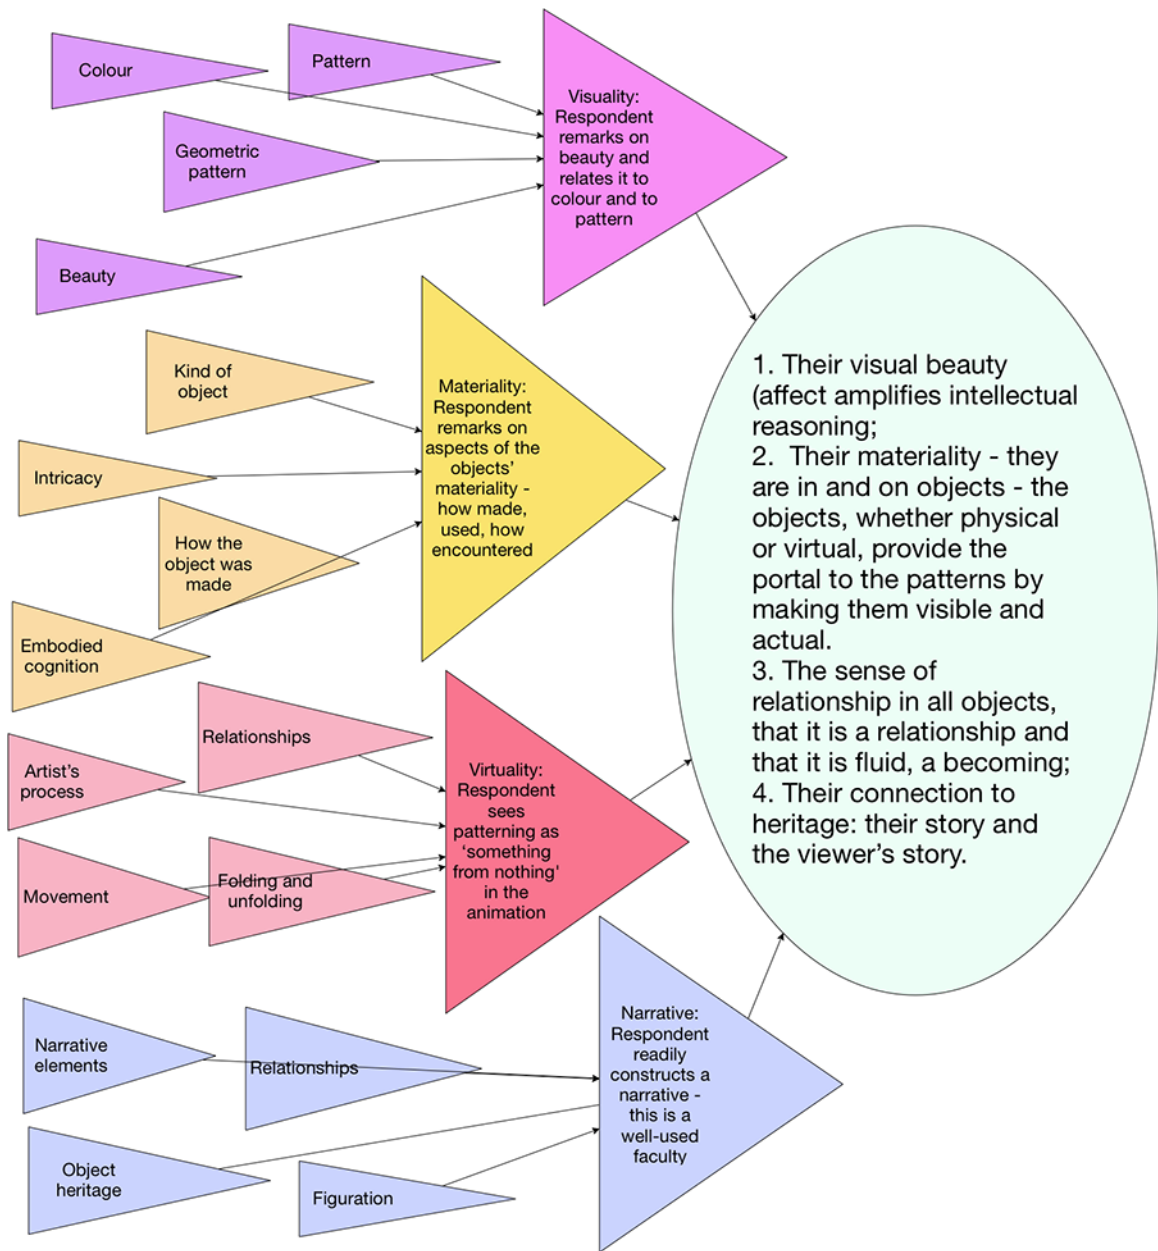 Colour
Pattern
Geometric
pattern
Beauty
Visuality:
Respondent
remarks on
beauty and
relates it to
colour and to
pattern
Kind of
object
Intricacy
How the
object was
made
Embodied
cognition
Materiality:
Respondent
remarks on
aspects of the
objects’
materiality -
how made,
used, how
encountered
Relationships
Artist’s
process
Movement
Folding and
unfolding
Virtuality:
Respondent
sees
patterning as
‘something
from nothing’
in the
animation
Narrative
elements
Relationships
Object
heritage
Figuration
Narrative:
Respondent
readily
constructs a
narrative -
this is a
well-used
faculty
1. Their visual beauty
(affect amplifies intellectual
reasoning;
2.  Their materiality - they
are in and on objects - the
objects, whether physical
or virtual, provide the
portal to the patterns by
making them visible and
actual.
3. The sense of
relationship in all objects,
that it is a relationship and
that it is fluid, a becoming;
4. Their connection to
heritage: their story and
the viewer’s story.